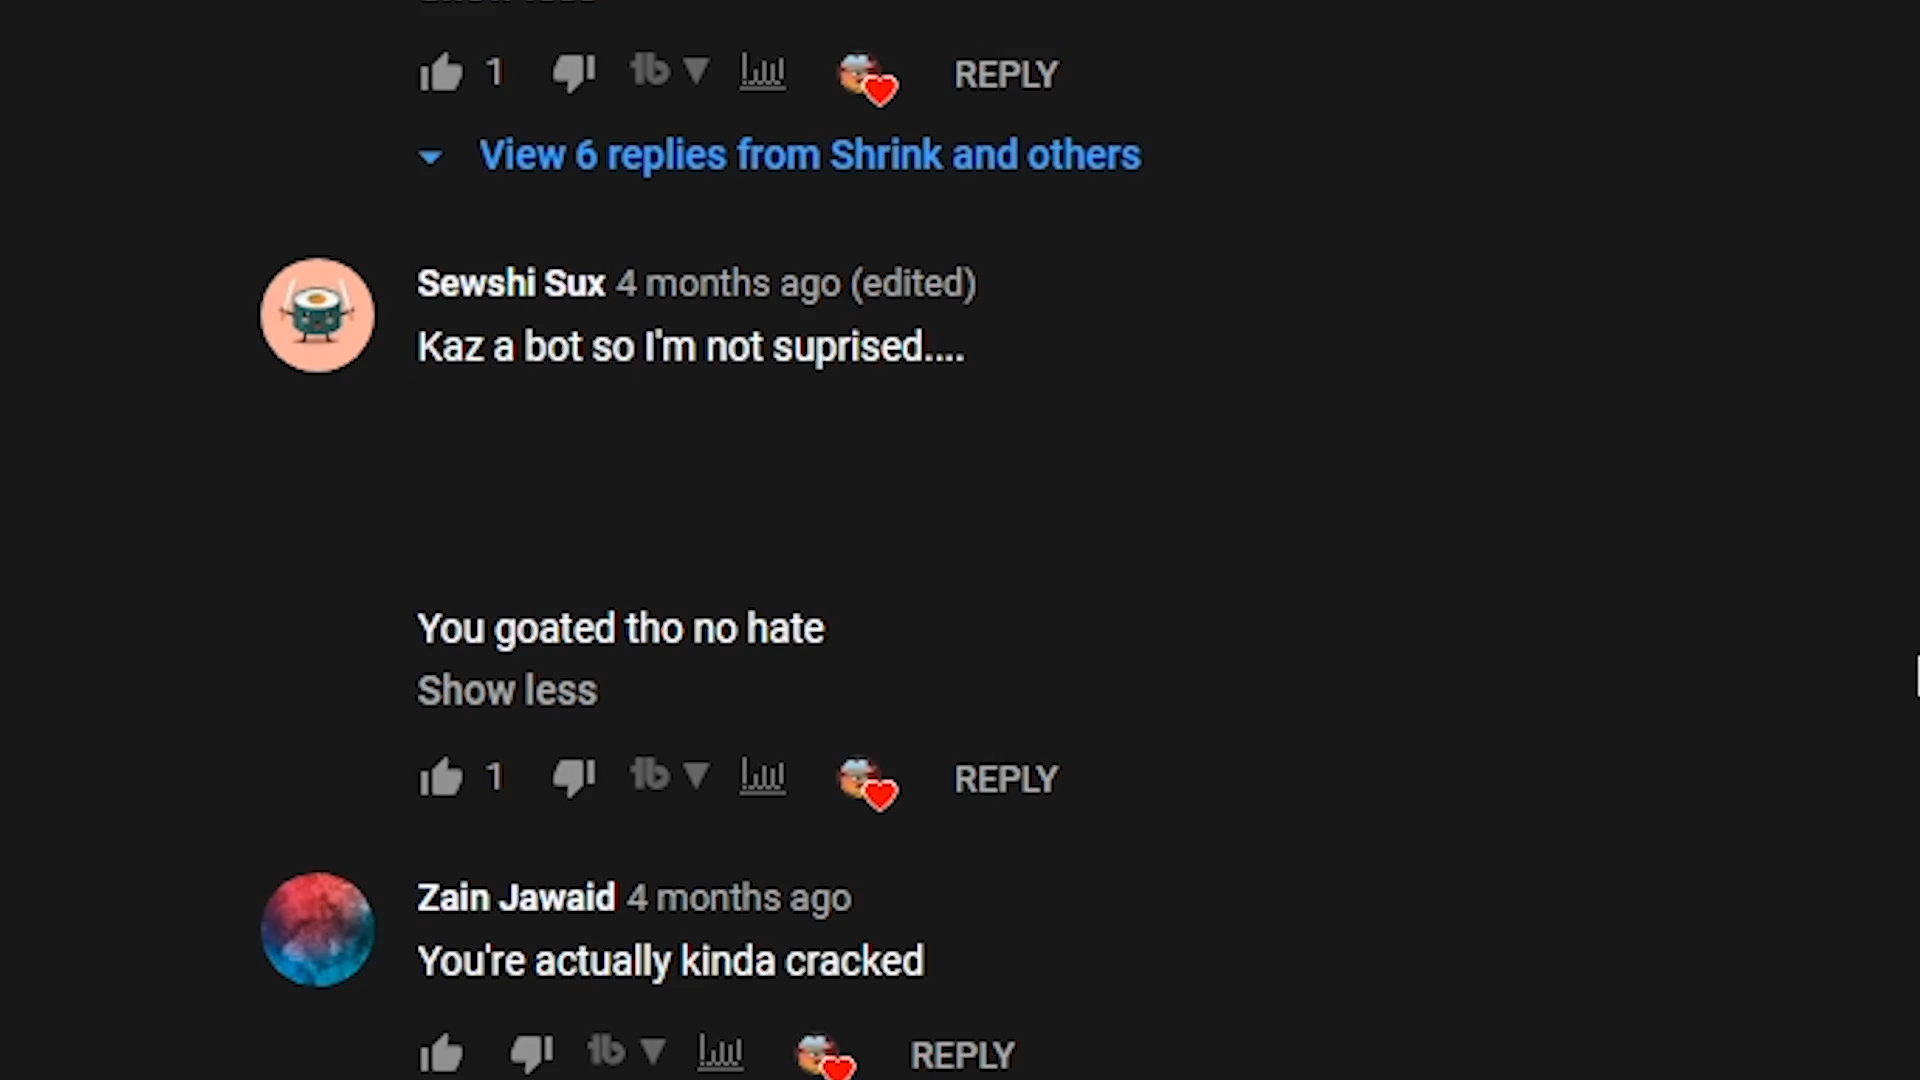 1 REPLY
View 6 replies from Shrink and others
Sewshi Sux 4 months ago (edited)
Kaz a bot so I'm not suprised....
You goated tho no hate
Show less
1 REPLY
Zain Jawaid 4 months ago
You're actually kinda cracked
REPLY